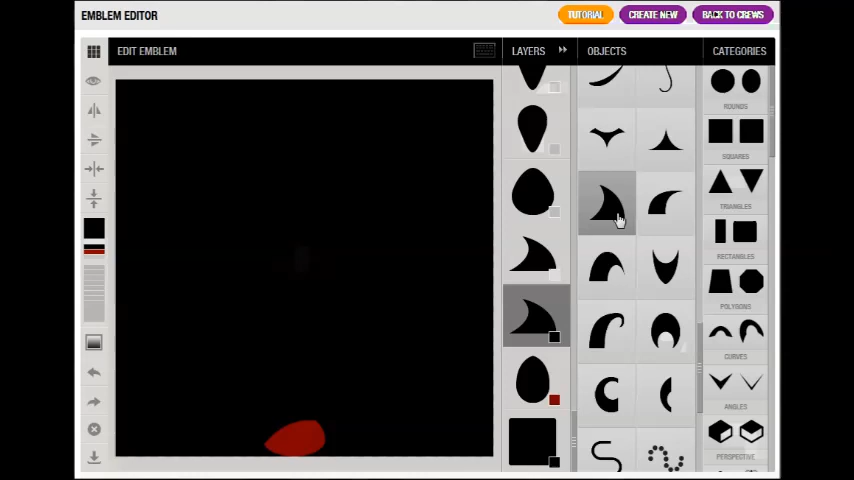 EMBLEM EDITOR
TUTORIAL
CREATE NEW
BACK TO CREWS
EDIT EMBLEM
LAYERS
OBJECTS
CATEGORIES
ROUNDS
SQUARES
TRIANGLES
RECTANGLES
POLYGONS
CURVES
ANGLES
PERSPECTIVE